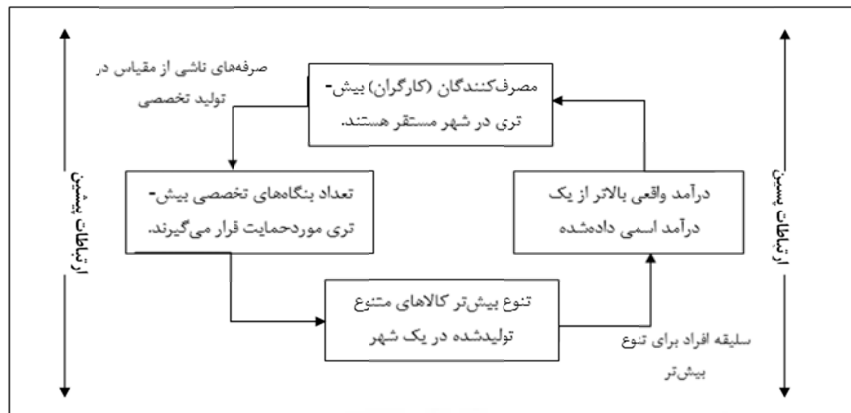 صرفه‌های ناشی از مقیاس در
تولید تخصصی
مصرف‌کنندگان (کارگران) بیش-
تری در شهر مستقر هستند.
ارتباطات پسین
ارتباطات پیشین
درآمد واقعی بالاتر از یک
درآمد اسمی داده‌شده
تعداد بنگاه‌های تخصصی بیش-
تری موردحمایت قرار می‌گیرند.
تنوع بیش‌تر کالاهای متنوع
تولیدشده در یک شهر
سلیقه افراد برای تنوع
بیش‌تر